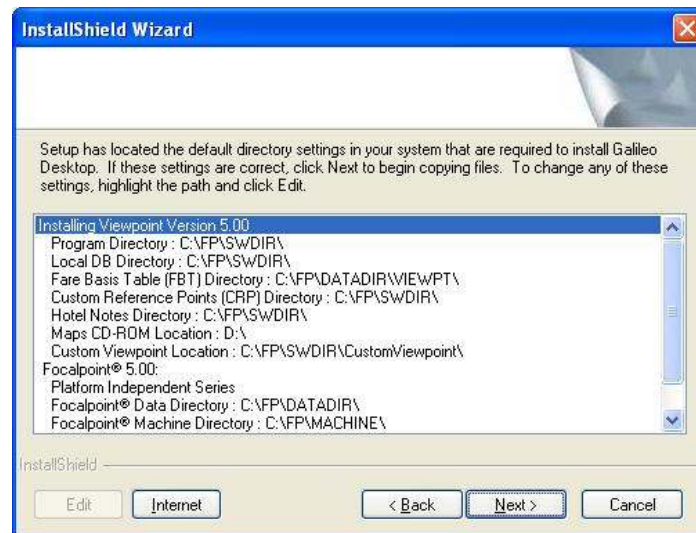 InstallShield Wizard
Setup has located the default directory settings in your system that are required to install Galileo
Desktop. If these settings are correct, click Next to begin copying files. To change any of these
settings, highlight the path and click Edit.
Installing Viewpoint Version 5.00
Program Directory : C:\FP\SWDIR\
Local DB Directory : C:\FP\SWDIR\
Fare Basis Table (FBT) Directory : C:\FP\DATADIR\VIEWPT\
Custom Reference Points (CRP) Directory : C:\FP\SWDIR\
Hotel Notes Directory : C:\FP\SWDIR\
Maps CD-ROM Location : D:\
Custom Viewpoint Location : C:\FP\SWDIR\CustomViewpoint\
Focalpoint® 5.00:
Platform Independent Series
Focalpoint® Data Directory : C:\FP\DATADIR\
Focalpoint® Machine Directory : C:\FP\MACHINE\
InstallShield
Edit Internet < Back Next > Cancel